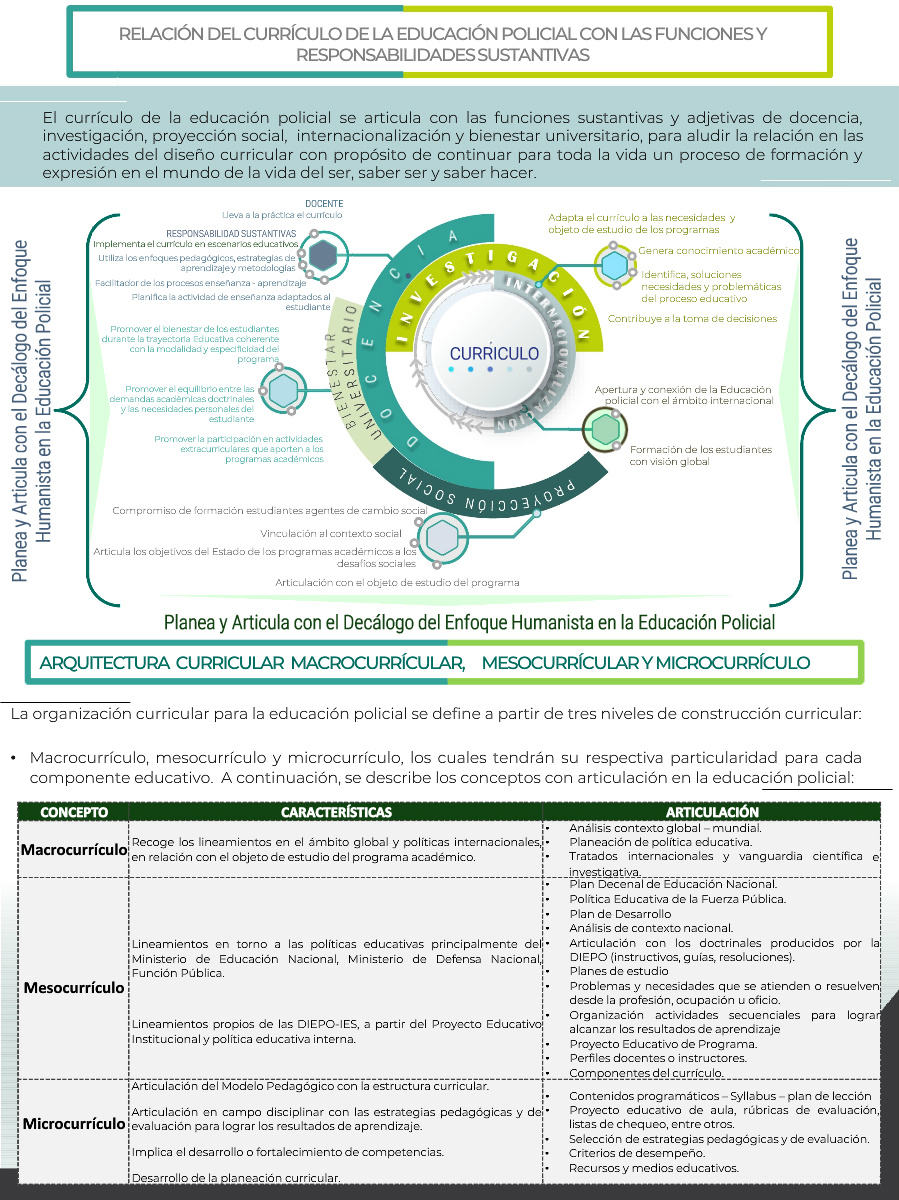 RELACIÓN DEL CURRÍCULO DE LA EDUCACIÓN POLICIAL CON LAS FUNCIONES Y
RESPONSABILIDADES SUSTANTIVAS
El currículo de la educación policial se articula con las funciones sustantivas y adjetivas de docencia,
investigación, proyección social, internacionalización y bienestar universitario, para aludir la relación en las
actividades del diseño curricular con propósito de continuar para toda la vida un proceso de formación y
expresión en el mundo de la vida del ser, saber ser y saber hacer.
Planea y Articula con el Decálogo del Enfoque
Humanista en la Educación Policial
DOCENTE
Lleva a la práctica el currículo
RESPONSABILIDAD SUSTANTIVAS
Implementa el currículo en escenarios educativos
Utiliza los enfoques pedagógicos, estrategias de
aprendizaje y metodologías
Facilitador de los procesos enseñanza - aprendizaje
Planifica la actividad de enseñanza adaptados al
estudiante
Promover el bienestar de los estudiantes
durante la trayectoria Educativa coherente
con la modalidad y especificidad del
programa
Promover el equilibrio entre las
demandas académicas doctrinales
y las necesidades personales del
estudiante
Promover la participación en actividades
extracurriculares que aporten a los
programas académicos
BIENESTAR
UNIVERSITARIO
DOCENCIA
INVESTIGACIÓN
INTERNACIONALIZACIÓN
CURRÍCULO
PROYECCIÓN SOCIAL
Adapta el currículo a las necesidades y
objeto de estudio de los programas
Genera conocimiento académico
Identifica, soluciones
necesidades y problemáticas
del proceso educativo
Contribuye a la toma de decisiones
Apertura y conexión de la Educación
policial con el ámbito internacional
Formación de los estudiantes
con visión global
Compromiso de formación estudiantes agentes de cambio social
Vinculación al contexto social
Articula los objetivos del Estado de los programas académicos a los
desafíos sociales
Articulación con el objeto de estudio del programa
Planea y Articula con el Decálogo del Enfoque
Humanista en la Educación Policial
Planea y Articula con el Decálogo del Enfoque Humanista en la Educación Policial
ARQUITECTURA CURRICULAR MACROCURRÍCULAR, MESOCURRÍCULAR Y MICROCURRÍCULO
La organización curricular para la educación policial se define a partir de tres niveles de construcción curricular:
• Macrocurrículo, mesocurrículo y microcurrículo, los cuales tendrán su respectiva particularidad para cada
componente educativo. A continuación, se describe los conceptos con articulación en la educación policial:
CONCEPTO CARACTERÍSTICAS ARTICULACIÓN
Macrocurrículo
Recoge los lineamientos en el ámbito global y políticas internacionales,
en relación con el objeto de estudio del programa académico.
• Análisis contexto global – mundial.
• Planeación de política educativa.
• Tratados internacionales y vanguardia científica e
investigativa.
Mesocurrículo
Lineamientos en torno a las políticas educativas principalmente del
Ministerio de Educación Nacional, Ministerio de Defensa Nacional,
Función Pública.
Lineamientos propios de las DIEPO-IES, a partir del Proyecto Educativo
Institucional y política educativa interna.
• Plan Decenal de Educación Nacional.
• Política Educativa de la Fuerza Pública.
• Plan de Desarrollo
• Análisis de contexto nacional.
• Articulación con los doctrinales producidos por la
DIEPO (instructivos, guías, resoluciones).
• Planes de estudio
• Problemas y necesidades que se atienden o resuelven
desde la profesión, ocupación u oficio.
• Organización actividades secuenciales para lograr
alcanzar los resultados de aprendizaje
• Proyecto Educativo de Programa.
• Perfiles docentes o instructores.
• Componentes del currículo.
Microcurrículo
Articulación del Modelo Pedagógico con la estructura curricular.
Articulación en campo disciplinar con las estrategias pedagógicas y de
evaluación para lograr los resultados de aprendizaje.
Implica el desarrollo o fortalecimiento de competencias.
Desarrollo de la planeación curricular.
• Contenidos programáticos – Syllabus – plan de lección
• Proyecto educativo de aula, rúbricas de evaluación,
listas de chequeo, entre otros.
• Selección de estrategias pedagógicas y de evaluación.
• Criterios de desempeño.
• Recursos y medios educativos.